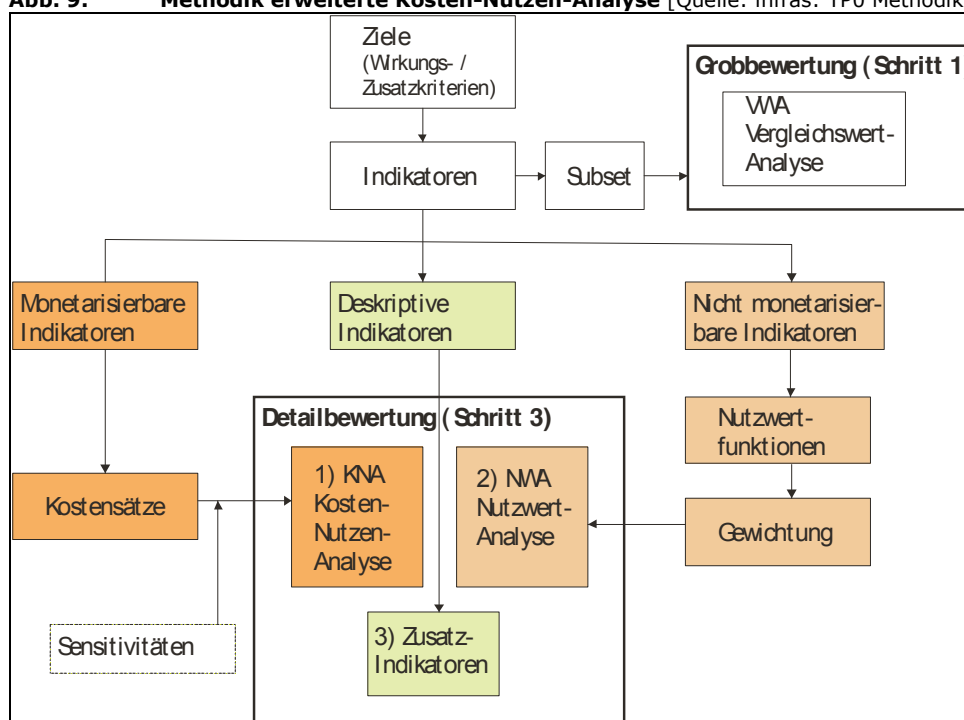 Abb. 9. Methodik erweiterte Kosten-Nutzen-Analyse [Quelle: Infras: TP0 Methodik
Ziele
(Wirkungs- /
Zusatzkriterien)
Grobbewertung (Schritt 1
VWA
Vergleichswert-
Analyse
Indikatoren
Subset
Monetarisierbare
Indikatoren
Deskriptive
Indikatoren
Nicht monetarisier-
bare Indikatoren
Detailbewertung (Schritt 3)
Nutzwert-
funktionen
1) KNA
Kosten-
Nutzen-
Analyse
2) NWA
Nutzwert-
Analyse
Kostensätze
Gewichtung
Sensitivitäten
3) Zusatz-
Indikatoren